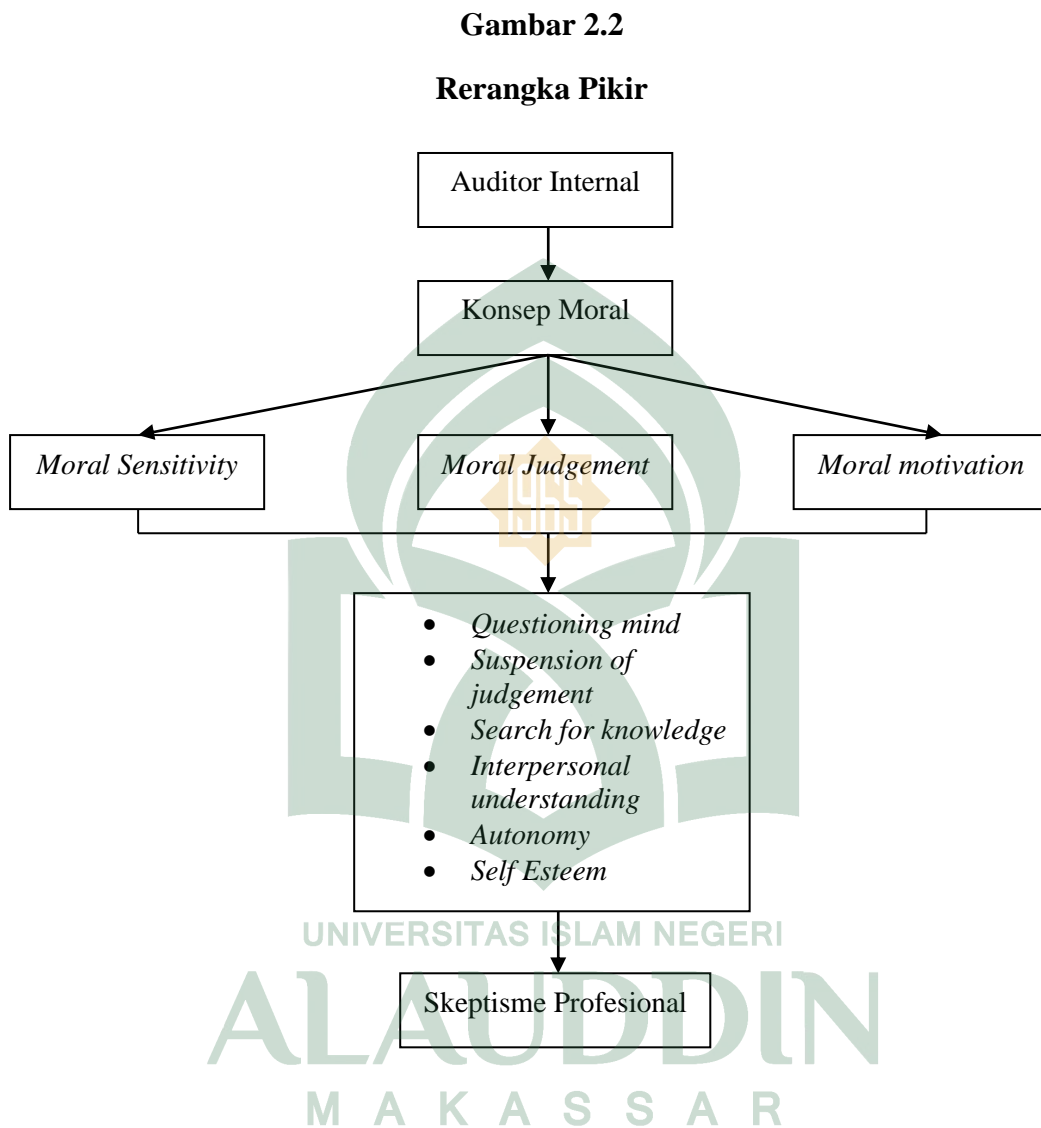 Gambar 2.2
Rerangka Pikir
Auditor Internal
Konsep Moral
Moral Sensitivity
Moral Judgement
Moral motivation
1965
• Questioning mind
• Suspension of
judgement
• Search for knowledge
• Interpersonal
understanding
• Autonomy
• Self Esteem
UNIVERSITAS ISLAM NEGERI
Skeptisme Profesional
ALAUDDIN
MAKASSAR